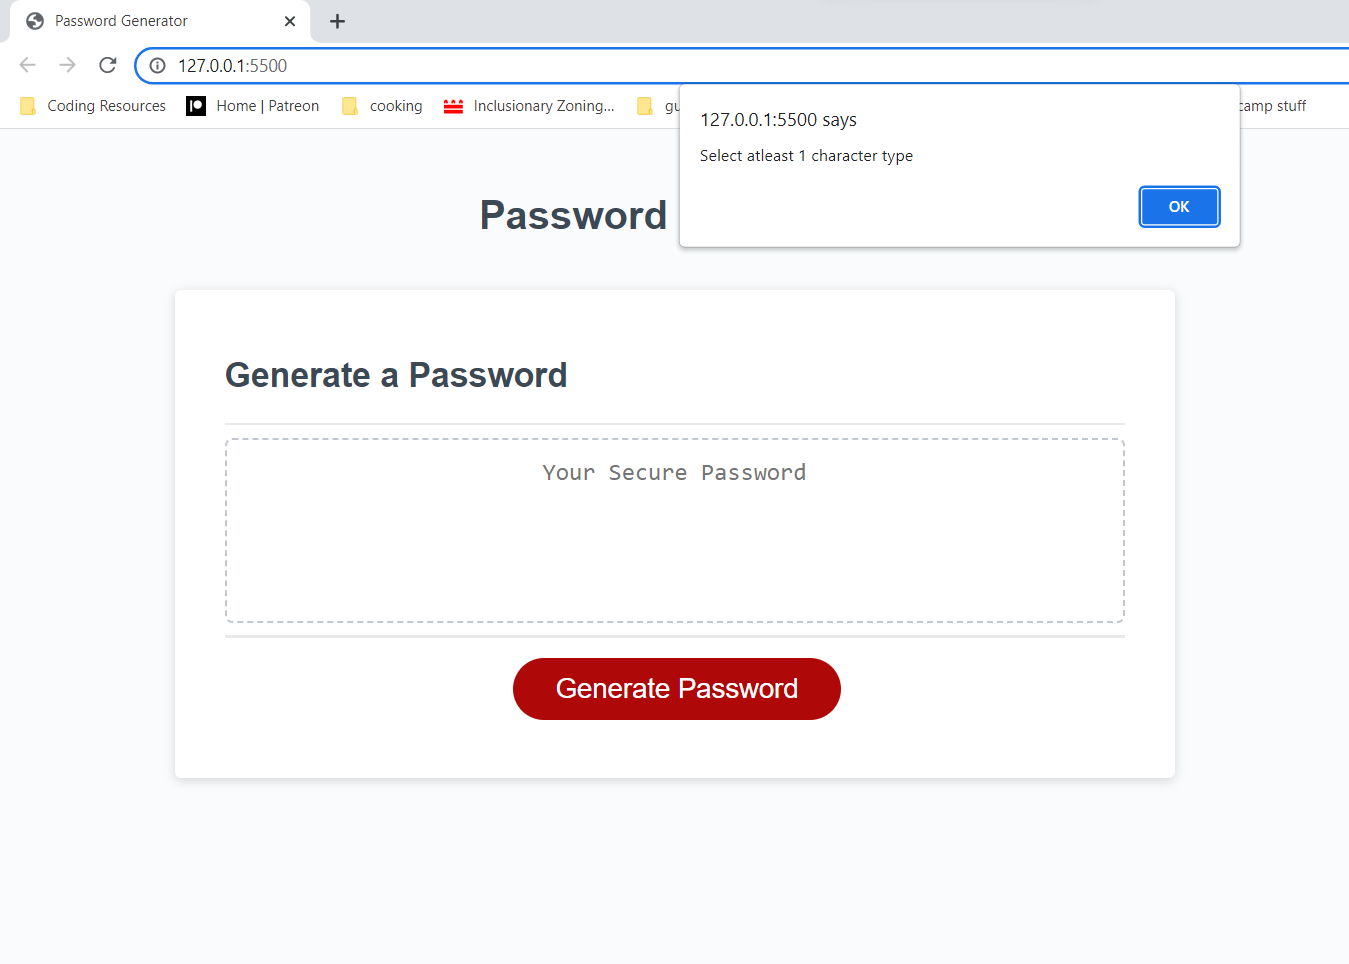 Password Generator
127.0.0.1:5500
Coding Resources Home | Patreon cooking Inclusionary Zoning... gu camp stuff
127.0.0.1:5500 says
Select atleast 1 character type
OK
Password
Generate a Password
Your Secure Password
Generate Password